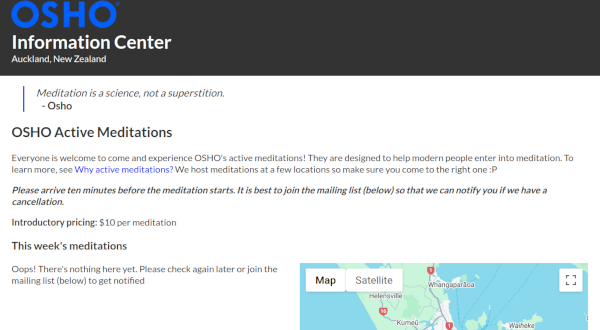 OSHO
Information Center
Auckland, New Zealand
Meditation is a science, not a superstition.
- Osho
OSHO Active Meditations
Everyone is welcome to come and experience OSHO's active meditations! They are designed to help modern people enter into meditation. To
learn more, see Why active meditations? We host meditations at a few locations so make sure you come to the right one :P
Please arrive ten minutes before the meditation starts. It is best to join the mailing list (below) so that we can notify you if we have a
cancellation.
Introductory pricing: $10 per meditation
This week's meditations
Oops! There's nothing here yet. Please check again later or join the
mailing list (below) to get notified
Map Satellite
1
Whangaparāoa
Helensville
16
Kumeū
1
Waiheke